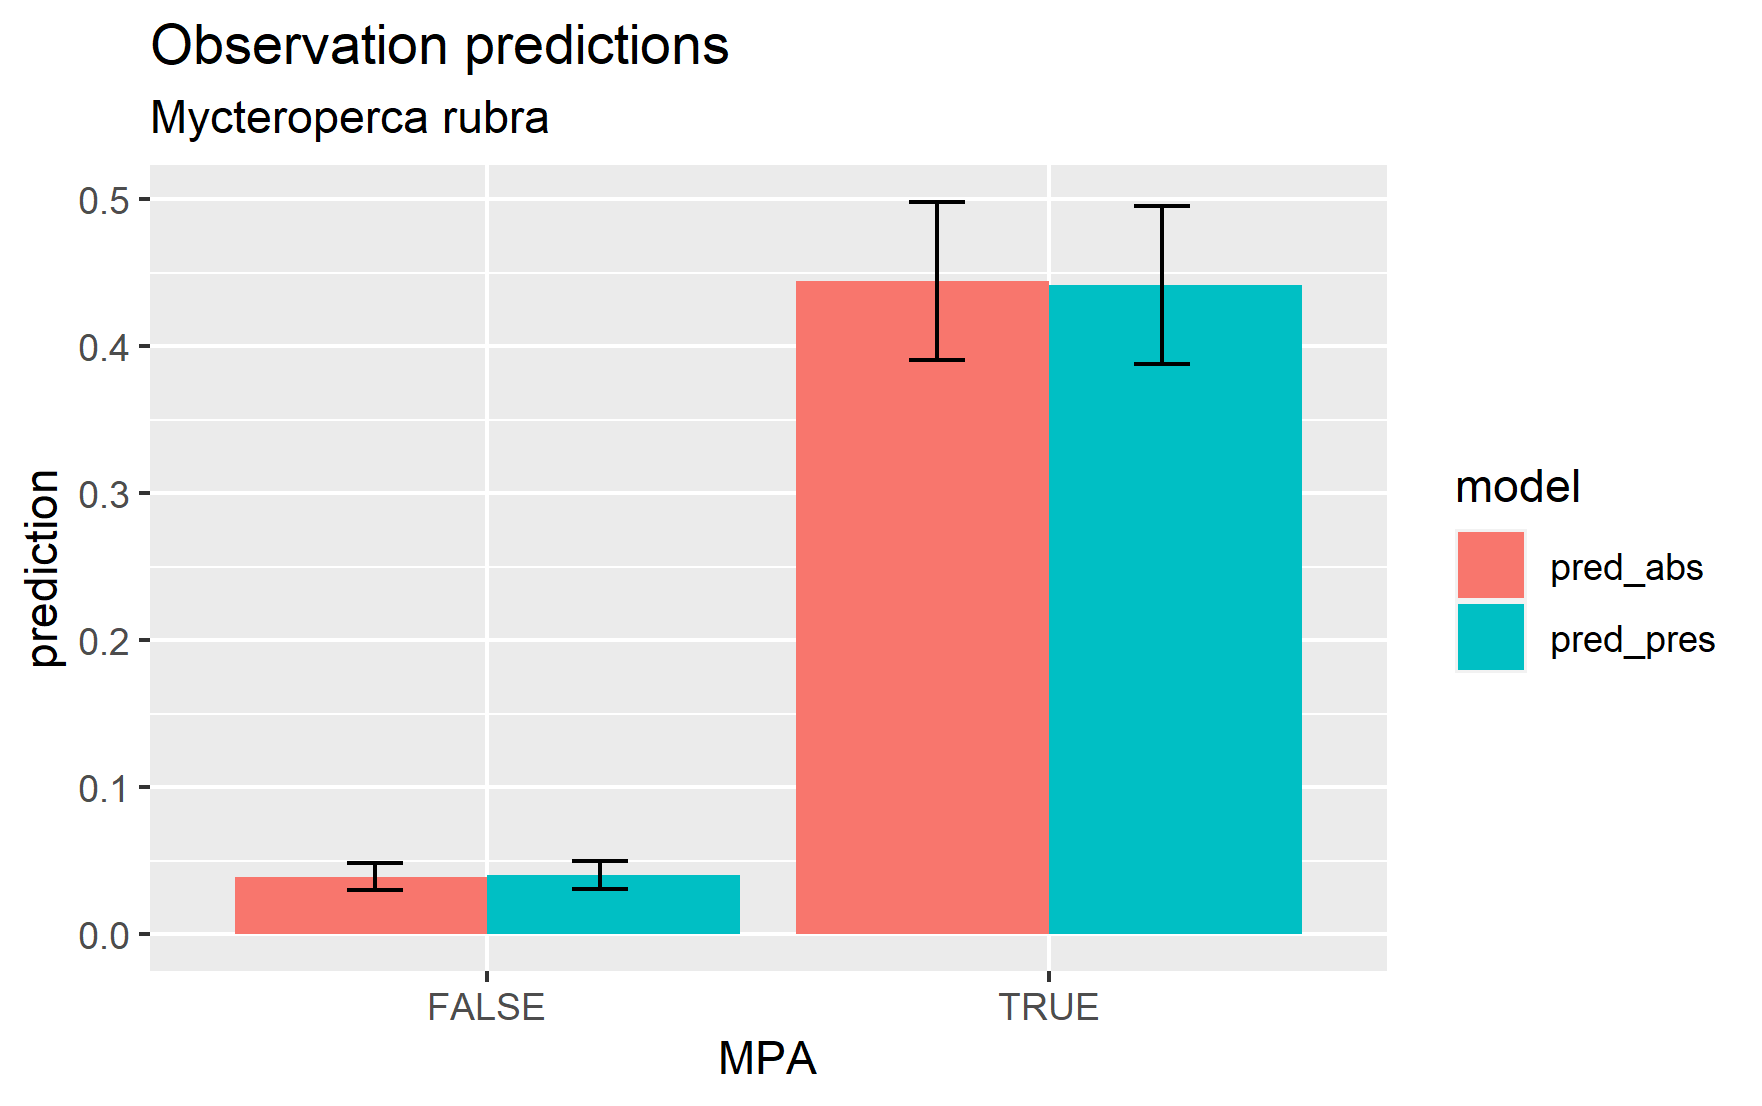 Observation predictions
Mycteroperca rubra
prediction
0.5
0.4
0.3
0.2
0.1
0.0
FALSE
TRUE
MPA
model
pred_abs
pred_pres